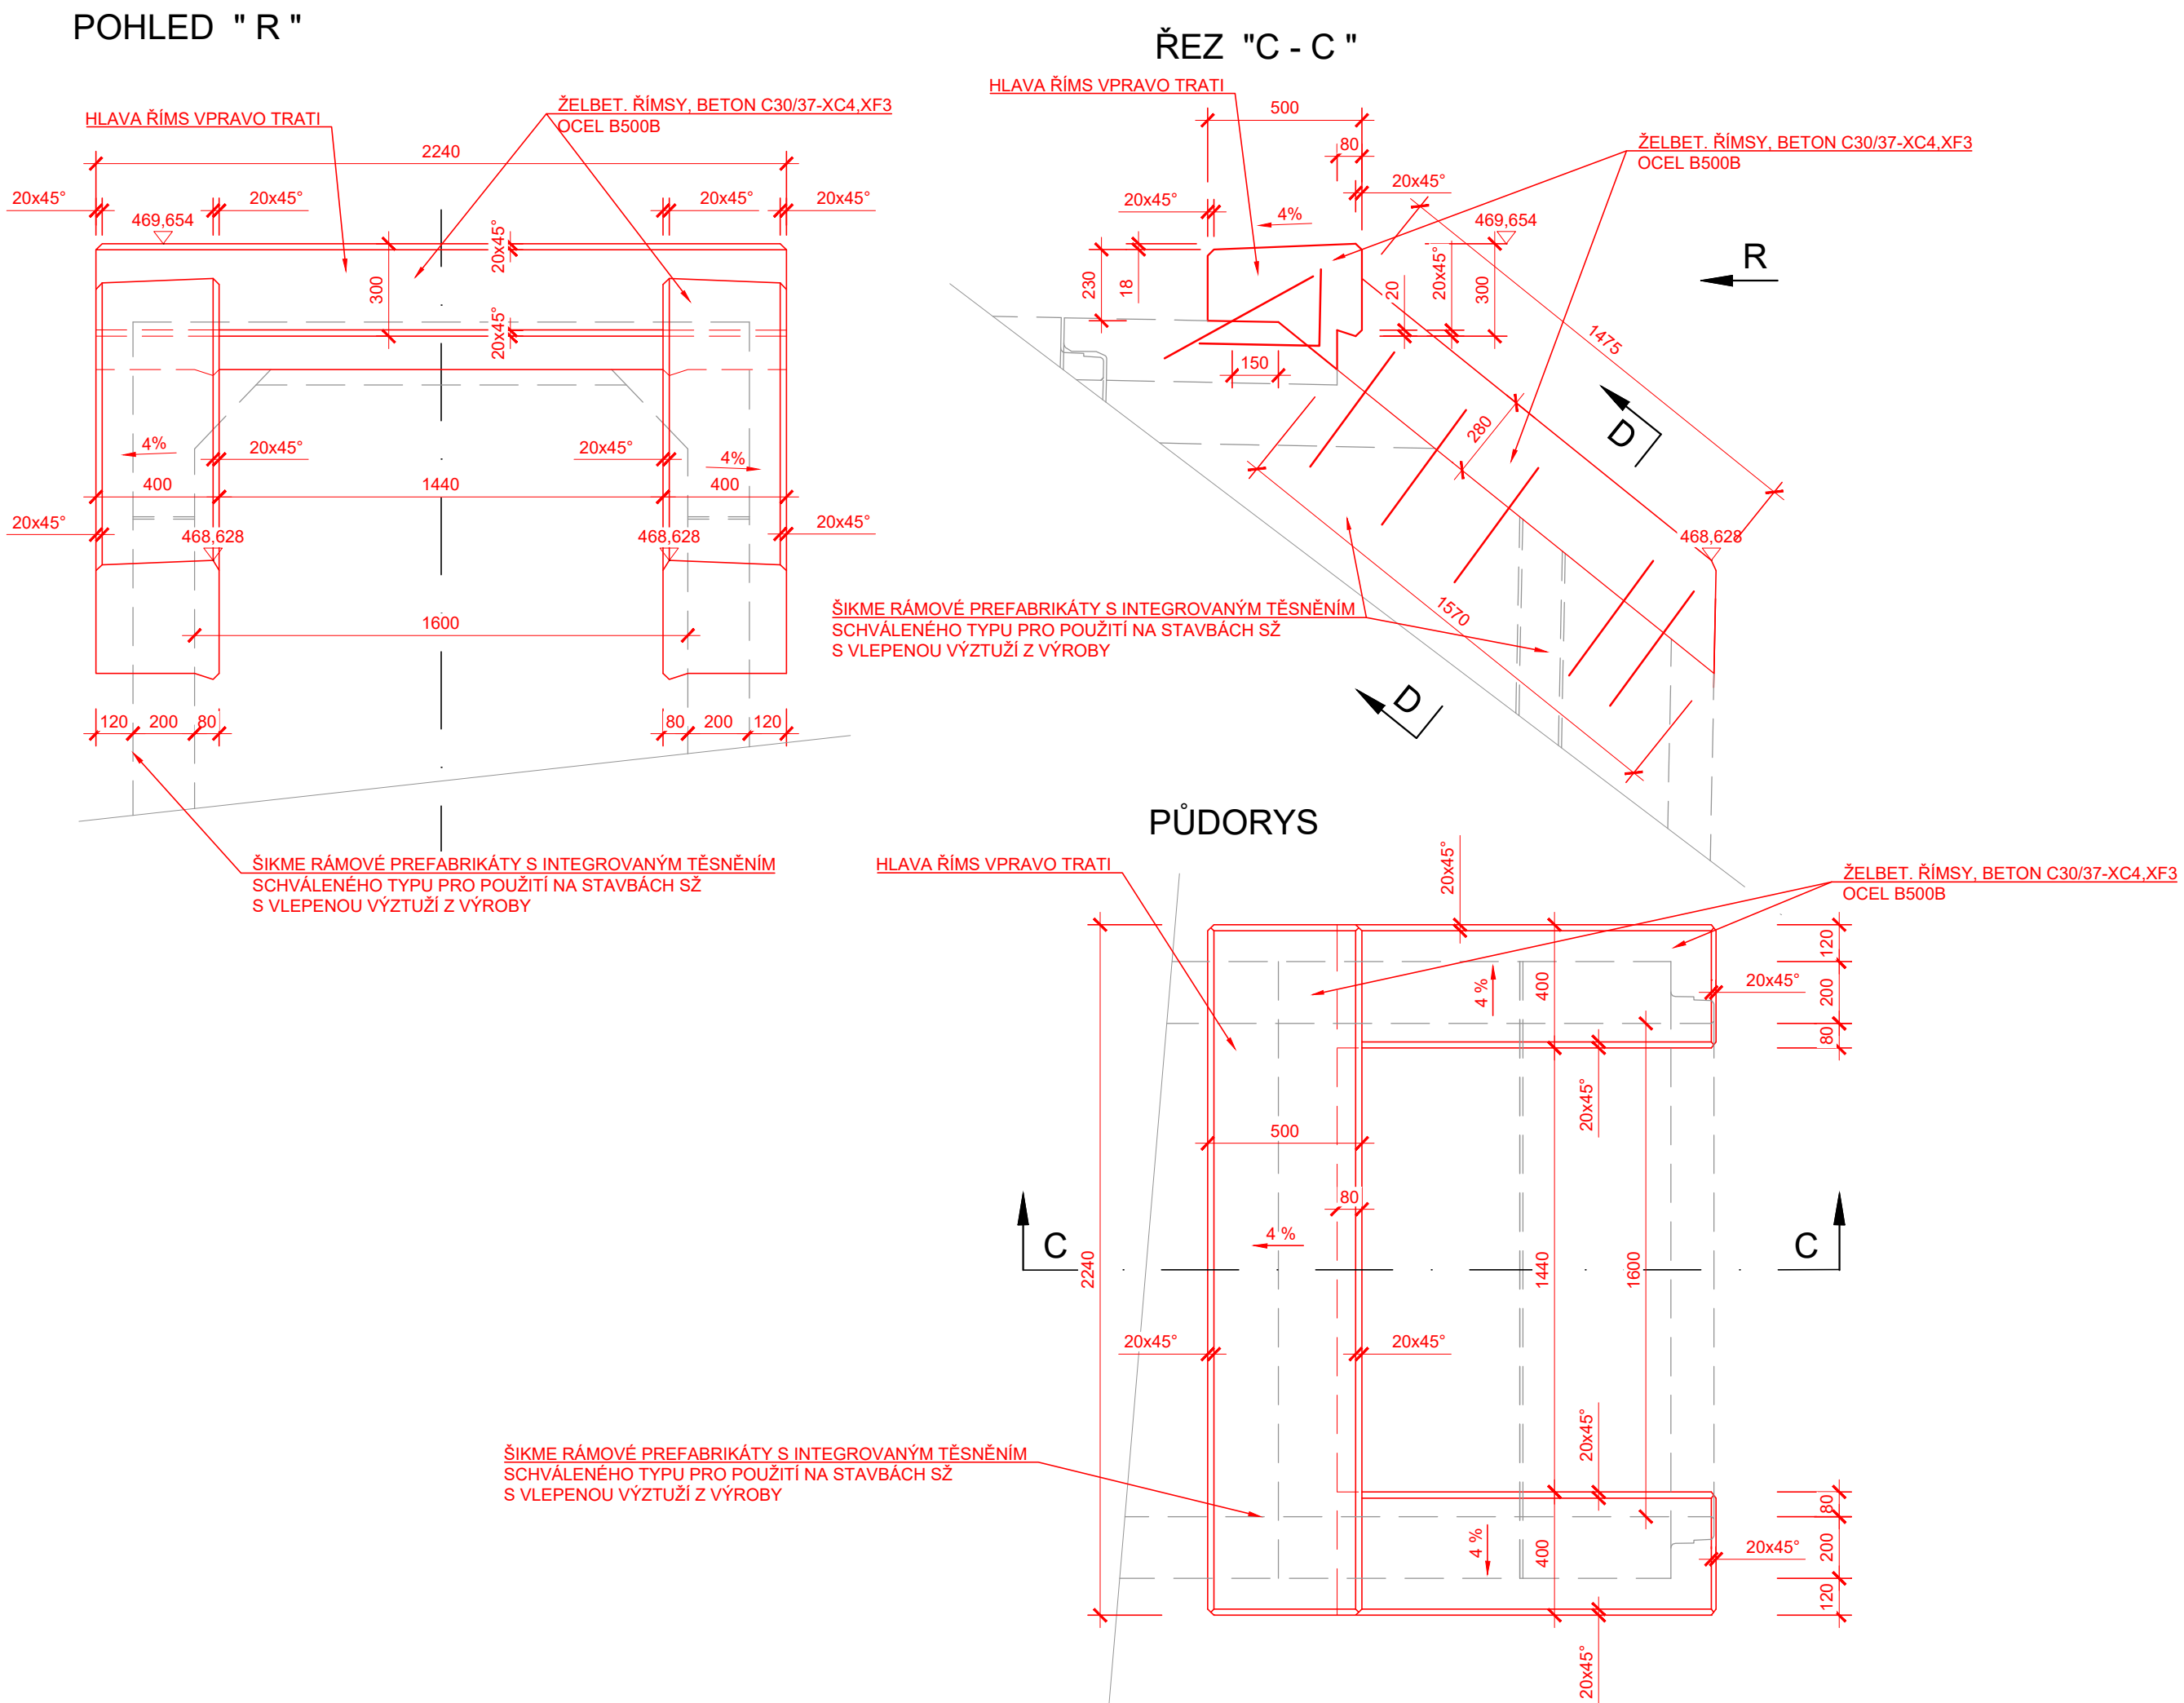 POHLED " R "
HLAVA ŘÍMS VPRAVO TRATI
ŽELBET. ŘÍMSY, BETON C30/37-XC4,XF3
OCEL B500B
2240
20x45°
20x45°
20x45°
20x45°
469,654
20x45°
300
20x45°
4%
20x45°
20x45°
4%
400
1440
400
20x45°
20x45°
468,628
468,628
1600
120
200
80
80
200
120
ŠIKME RÁMOVÉ PREFABRIKÁTY S INTEGROVANÝM TĚSNĚNÍM
SCHVÁLENÉHO TYPU PRO POUŽITÍ NA STAVBÁCH SŽ
S VLEPENOU VÝZTUŽÍ Z VÝROBY
ŘEZ "C - C "
HLAVA ŘÍMS VPRAVO TRATI
500
80
ŽELBET. ŘÍMSY, BETON C30/37-XC4,XF3
OCEL B500B
20x45°
20x45°
4%
469,654
R
230
18
20
20x45°
300
1475
150
280
D
468,628
1570
ŠIKME RÁMOVÉ PREFABRIKÁTY S INTEGROVANÝM TĚSNĚNÍM
SCHVÁLENÉHO TYPU PRO POUŽITÍ NA STAVBÁCH SŽ
S VLEPENOU VÝZTUŽÍ Z VÝROBY
D
PŮDORYS
HLAVA ŘÍMS VPRAVO TRATI
20x45°
ŽELBET. ŘÍMSY, BETON C30/37-XC4,XF3
OCEL B500B
120
4 %
400
20x45°
200
80
20x45°
500
80
4 %
C
C
2240
1440
1600
20x45°
20x45°
20x45°
ŠIKME RÁMOVÉ PREFABRIKÁTY S INTEGROVANÝM TĚSNĚNÍM
SCHVÁLENÉHO TYPU PRO POUŽITÍ NA STAVBÁCH SŽ
S VLEPENOU VÝZTUŽÍ Z VÝROBY
80
4 %
400
20x45°
200
120
20x45°